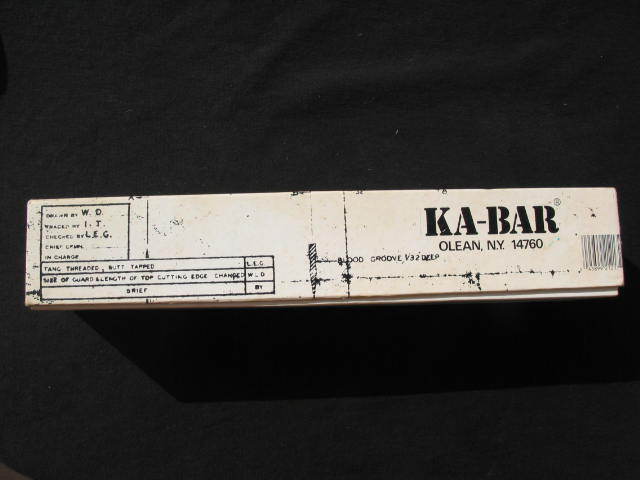 DRAWN BY W. D.
TRACED BY I. T.
CHECKED BY L.E.G.
CHIEF
IN CHARGE
TANG THREADED, BUTT TAPPED L.E.G
SIZE OF GUARD & LENGTH OF TOP CUTTING EDGE CHANGED W.D
BRIEF BY
BLOOD GROOVE, 1/32 DEEP
KA-BAR®
OLEAN, N.Y. 14760